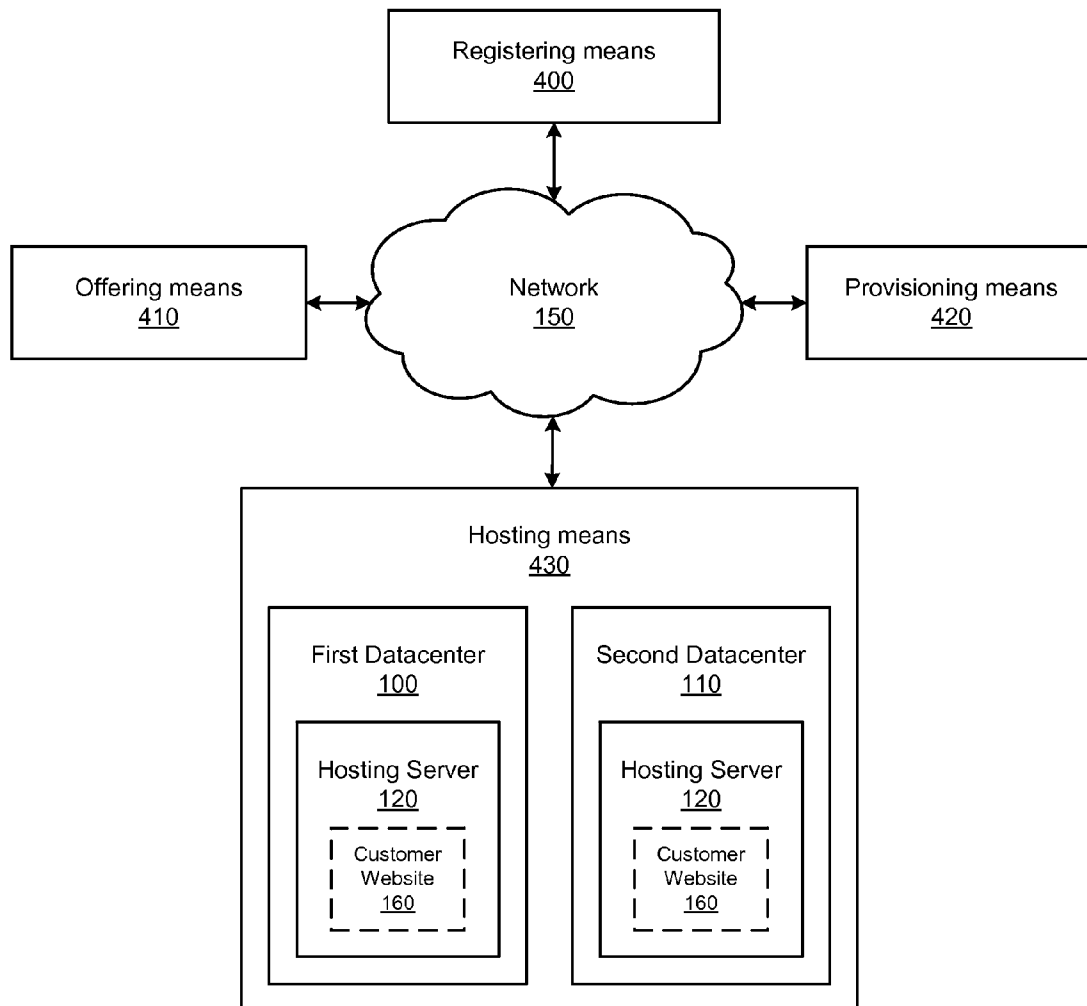 Registering means
400
Offering means
410
Network
150
Provisioning means
420
Hosting means
430
First Datacenter
100
Second Datacenter
110
Hosting Server
120
Hosting Server
120
Customer
Website
160
Customer
Website
160